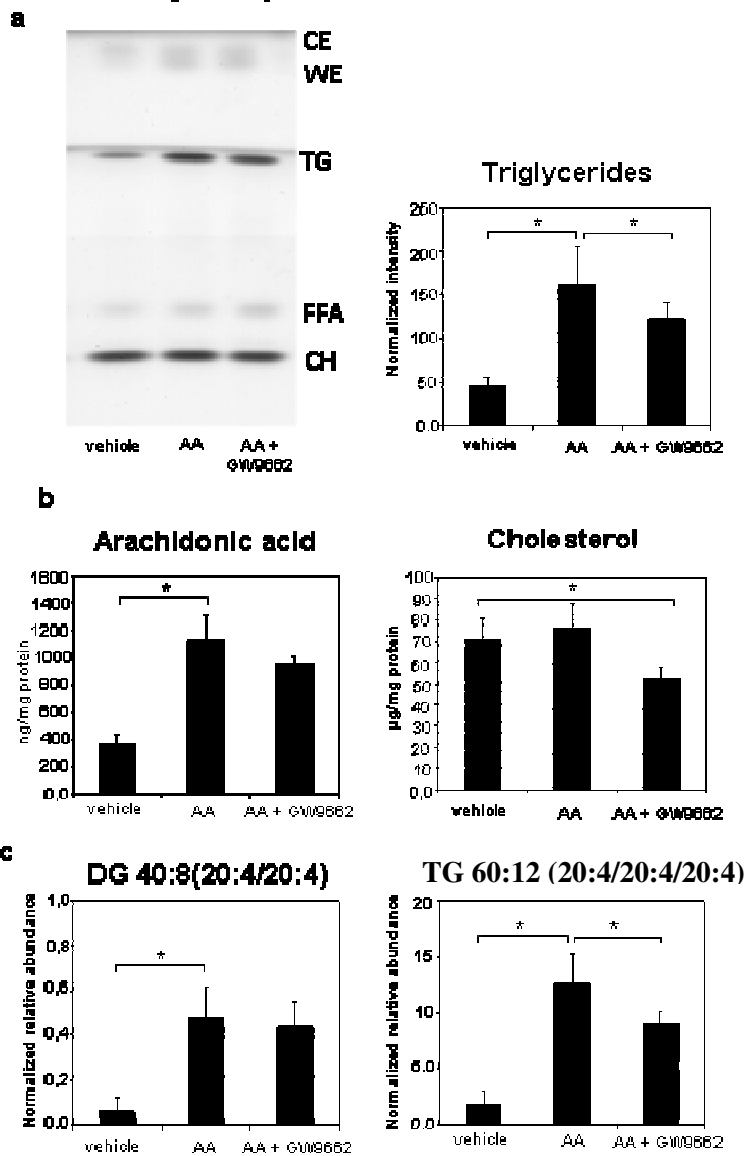 a
CE
WE
TG
FFA
CH
vehicle AA AA +
GW9662
Triglycerides
Normalized intensity
250
200
150
100
50
0.0
vehicle AA AA + GW9662
*
*
b
Arachidonic acid
ng/mg protein
1600
1400
1200
1000
800
600
400
200
0,0
vehicle AA AA + GW9662
*
Cholesterol
µg/mg protein
100
90
80
70
60
50
40
30
20
10
0,0
vehicle AA AA + GW9662
*
c
DG 40:8(20:4/20:4)
Normalized relative abundance
1,0
0,8
0,6
0,4
0,2
0.0
vehicle AA AA + GW9662
*
TG 60:12 (20:4/20:4/20:4)
Normalized relative abundance
20
15
10
5.0
0.0
vehicle AA AA + GW9662
*
*